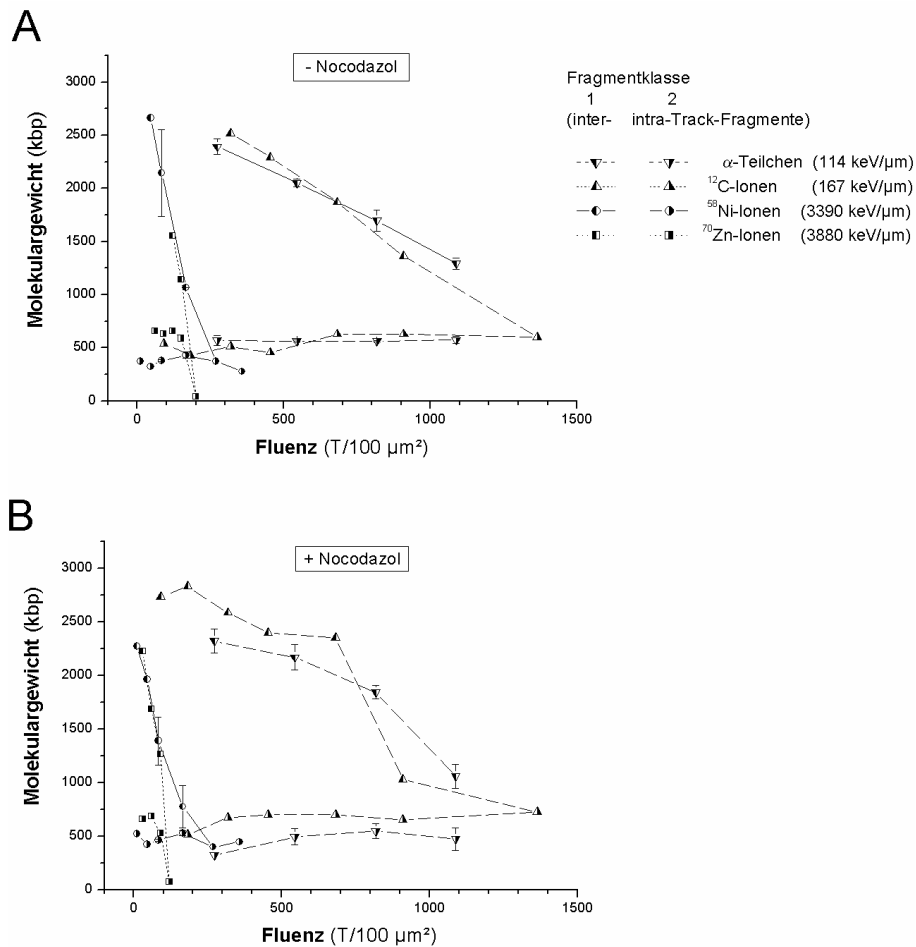 A
- Nocodazol
3000
2500
2000
1500
1000
500
0
Molekulargewicht (kbp)
0 500 1000 1500
Fluenz (T/100 µm²)
Fragmentklasse
1 2
(inter- intra-Track-Fragmente)
α-Teilchen (114 keV/µm)
¹²C-Ionen (167 keV/µm)
⁵⁸Ni-Ionen (3390 keV/µm)
⁷⁰Zn-Ionen (3880 keV/µm)
B
+ Nocodazol
3000
2500
2000
1500
1000
500
0
Molekulargewicht (kbp)
0 500 1000 1500
Fluenz (T/100 µm²)